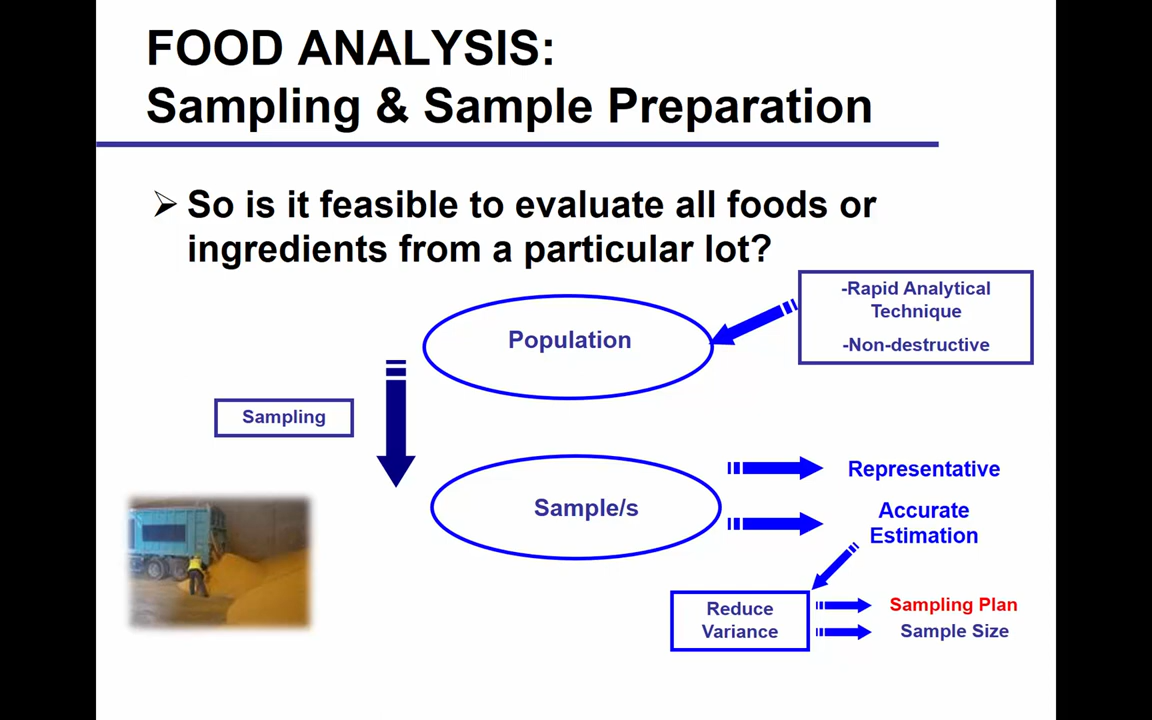 FOOD ANALYSIS:
Sampling & Sample Preparation
So is it feasible to evaluate all foods or
ingredients from a particular lot?
-Rapid Analytical
Technique
-Non-destructive
Population
Sampling
Sample/s
Representative
Accurate
Estimation
Reduce
Variance
Sampling Plan
Sample Size